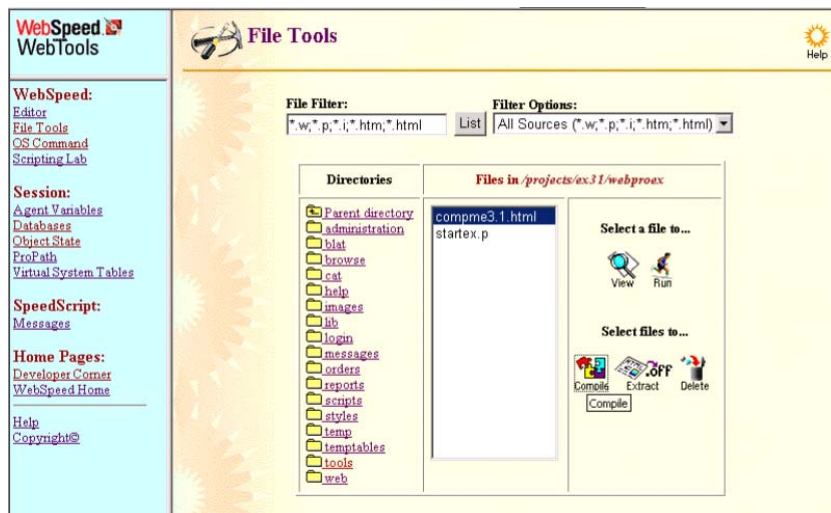 WebSpeed
WebTools
File Tools
Help
WebSpeed:
Editor
File Tools
OS Command
Scripting Lab
Session:
Agent Variables
Databases
Object State
ProPath
Virtual System Tables
SpeedScript:
Messages
Home Pages:
Developer Corner
WebSpeed Home
Help
Copyright©
File Filter:
*.w;*.p;*.i;*.htm;*.html
List
Filter Options:
All Sources (*.w;*.p;*.i;*.htm;*.html)
Directories
Parent directory
administration
blat
browse
cat
help
images
lib
login
messages
orders
reports
scripts
styles
temp
temptables
tools
web
Files in /projects/ex31/webproex
compme3.1.html
startex.p
Select a file to...
View
Run
Select files to...
.OFF
Compile
Extract
Delete
Compile